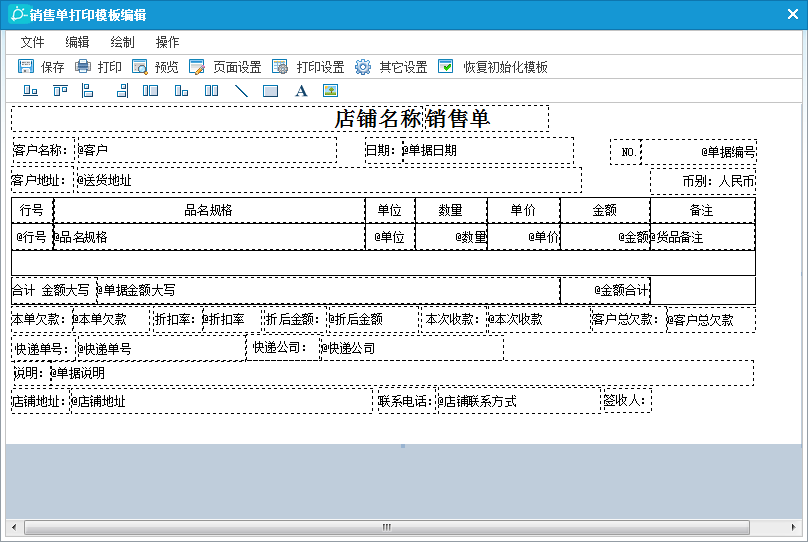 销售单打印模板编辑
文件 编辑 绘制 操作
保存 打印 预览 页面设置 打印设置 其它设置 恢复初始化模板
A
店铺名称销售单
客户名称: @客户 日期: @单据日期 NO. @单据编号
客户地址: @送货地址 币别: 人民币
行号 品名规格 单位 数量 单价 金额 备注
@行号 @品名规格 @单位 @数量 @单价 @金额 @货品备注
合计 金额大写 @单据金额大写 @金额合计
本单欠款: @本单欠款 折扣率: @折扣率 折后金额: @折后金额 本次收款: @本次收款 客户总欠款: @客户总欠款
快递单号: @快递单号 快递公司: @快递公司
说明: @单据说明
店铺地址: @店铺地址 联系电话: @店铺联系方式 签收人: